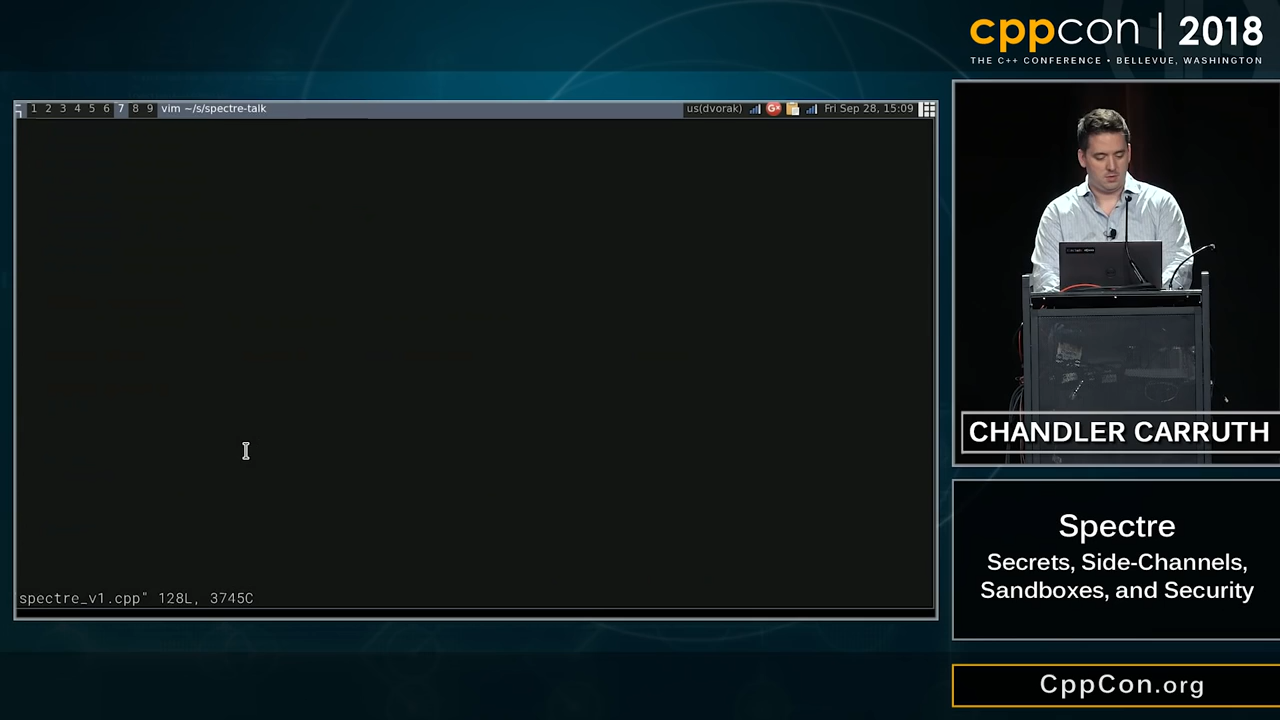 cppcon | 2018
THE C++ CONFERENCE • BELLEVUE, WASHINGTON
1 2 3 4 5 6 7 8 9 vim ~/s/spectre-talk
us(dvorak) G+ Fri Sep 28, 15:09
spectre_v1.cpp" 128L, 3745C
CHANDLER CARRUTH
Spectre
Secrets, Side-Channels,
Sandboxes, and Security
CppCon.org